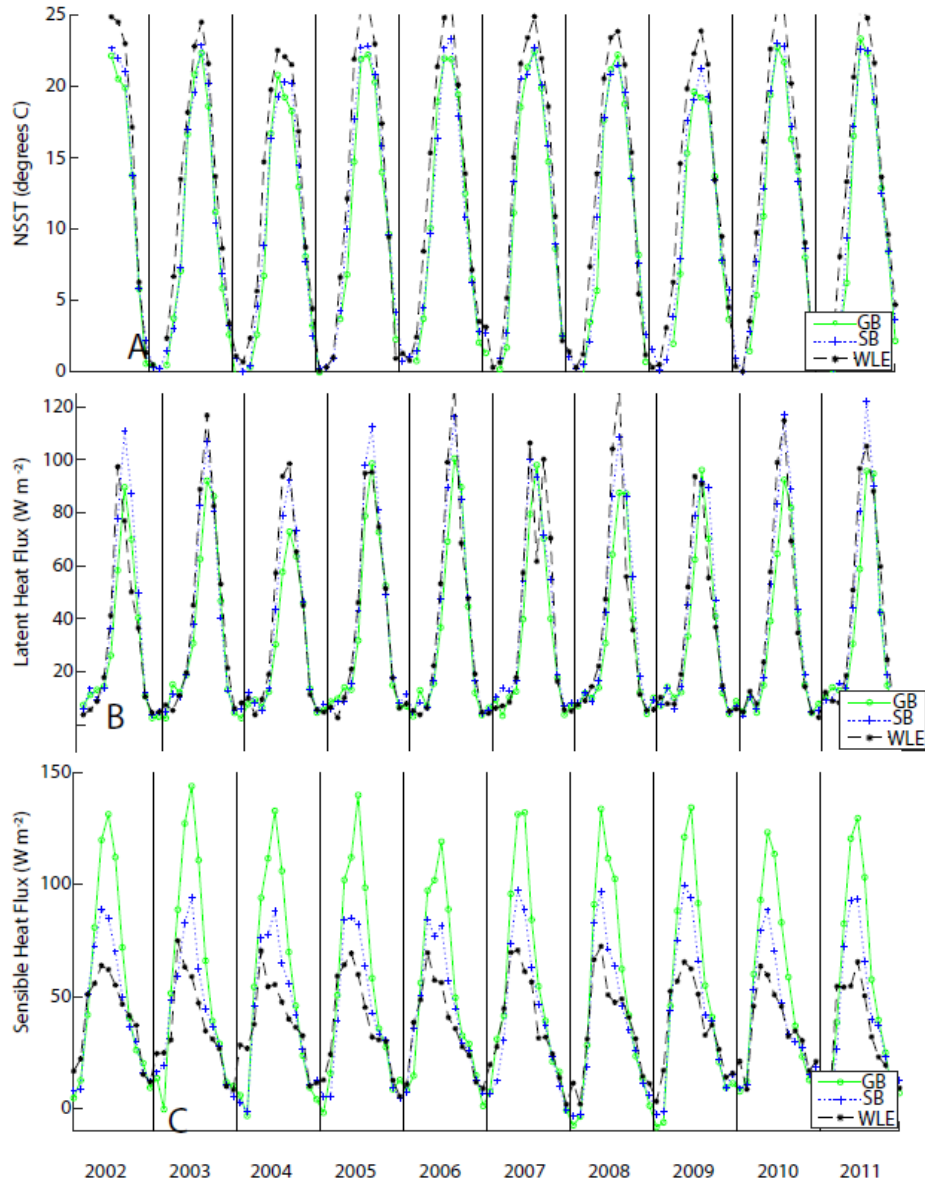 25
20
15
10
5
0
NSST (degrees C)
A
GB
SB
WLE
120
100
80
60
40
20
Latent Heat Flux (W m⁻²)
B
GB
SB
WLE
150
100
50
0
Sensible Heat Flux (W m⁻²)
C
GB
SB
WLE
2002 2003 2004 2005 2006 2007 2008 2009 2010 2011